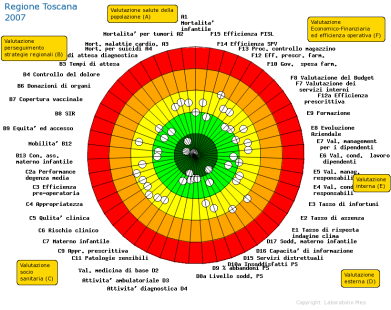 Regione Toscana
2007
Valutazione salute della
popolazione (A)
Valutazione
Economico-Finanziaria
ed efficienza operativa (F)
Valutazione
perseguimento
strategie regionali (B)
A1
Mortalita'
infantile
Mortalita' per tumori A2
Mort. malattie cardio. A3
Mort. per suicidi A4
di attesa diagnostica
B3 Tempi di attesa
B4 Controllo del dolore
B6 Donazioni di organi
B7 Copertura vaccinale
B8 SIR
B9 Equita' ed accesso
Mobilita' B12
B13 Con. ass.
materno infantile
C2a Performance
degenza media
C3 Efficienza
pre-operatoria
C4 Appropriatezza
C5 Qulita' clinica
C6 Rischio clinico
C7 Materno infantile
C9 Appr. prescrittiva
C11 Patologie sensibili
Val. medicina di base D2
Attivita' ambulatoriale D3
Attivita' diagnostica D4
D8a Livello sodd. PS
D9 % abbandoni PS
D10a Insoddisfatti PS
D15 Servizi distrettuali
D16 Capacita' di informazione
D17 Sodd. materno infantile
E1 Tasso di risposta
indagine clima
E2 Tasso di assenza
E3 Tasso di infortuni
E4 Val. cond.
responsabili
E5 Val. manag.
responsabili
E6 Val. cond. lavoro
dipendenti
E7 Val. management
per i dipendenti
E8 Evoluzione
Aziendale
E9 Formazione
F12a Efficienza
prescrittiva
F7 Valutazione dei
servizi interni
F8 Valutazione del Budget
F10 Gov. spesa farm.
F12 Eff. prescr. farm.
F13 Proc. controllo magazzino
F14 Efficienza SPV
F15 Efficienza PISL
Valutazione
interna (E)
Valutazione
esterna (D)
Valutazione
socio
sanitaria (C)
Copyright Laboratorio Mes